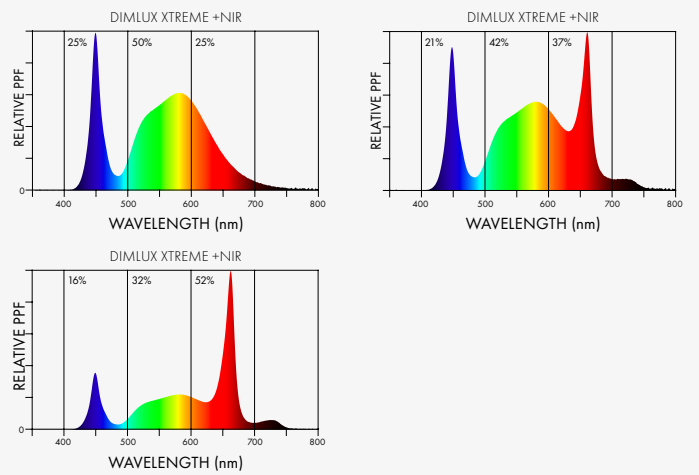 DIMLUX XTREME +NIR
25% 50% 25%
RELATIVE PPF
0
400 500 600 700 800
WAVELENGTH (nm)
DIMLUX XTREME +NIR
21% 42% 37%
RELATIVE PPF
0
400 500 600 700 800
WAVELENGTH (nm)
DIMLUX XTREME +NIR
16% 32% 52%
RELATIVE PPF
0
400 500 600 700 800
WAVELENGTH (nm)